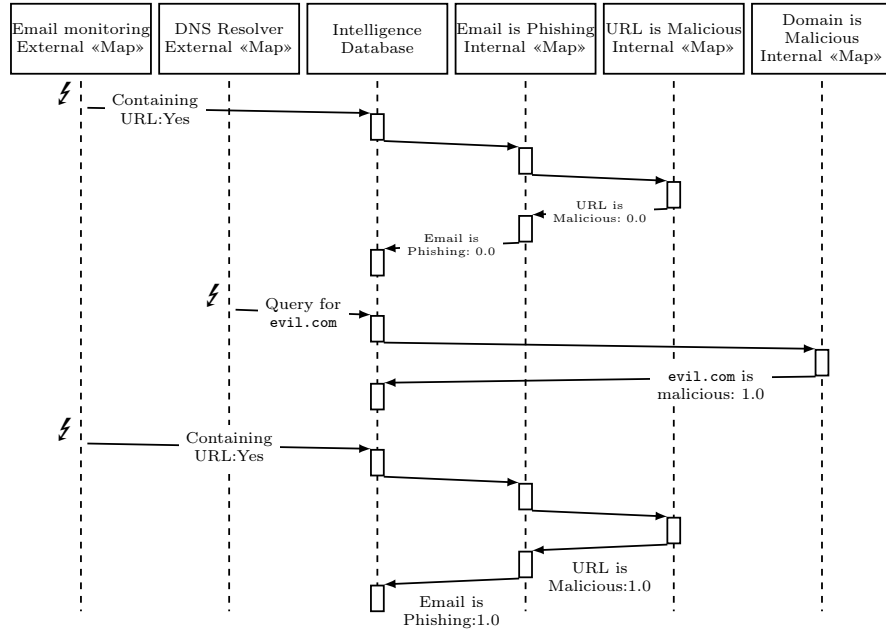 Email monitoring
External «Map»
DNS Resolver
External «Map»
Intelligence
Database
Email is Phishing
Internal «Map»
URL is Malicious
Internal «Map»
Domain is
Malicious
Internal «Map»
Containing
URL:Yes
URL is
Malicious: 0.0
Email is
Phishing: 0.0
Query for
evil.com
evil.com is
malicious: 1.0
Containing
URL:Yes
URL is
Malicious:1.0
Email is
Phishing:1.0